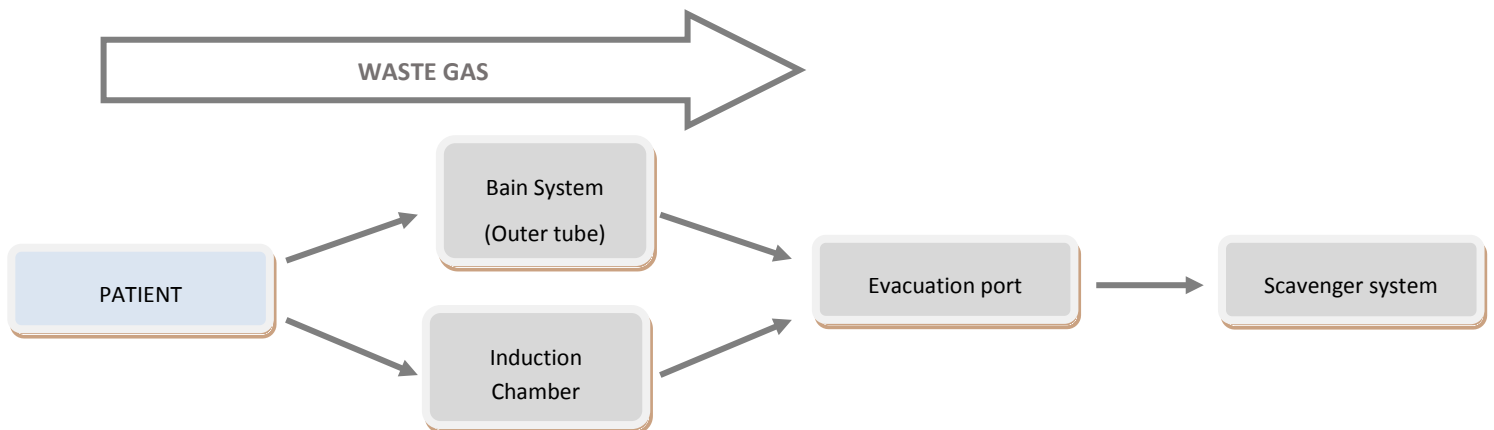 WASTE GAS
Bain System
(Outer tube)
PATIENT
Evacuation port
Scavenger system
Induction
Chamber